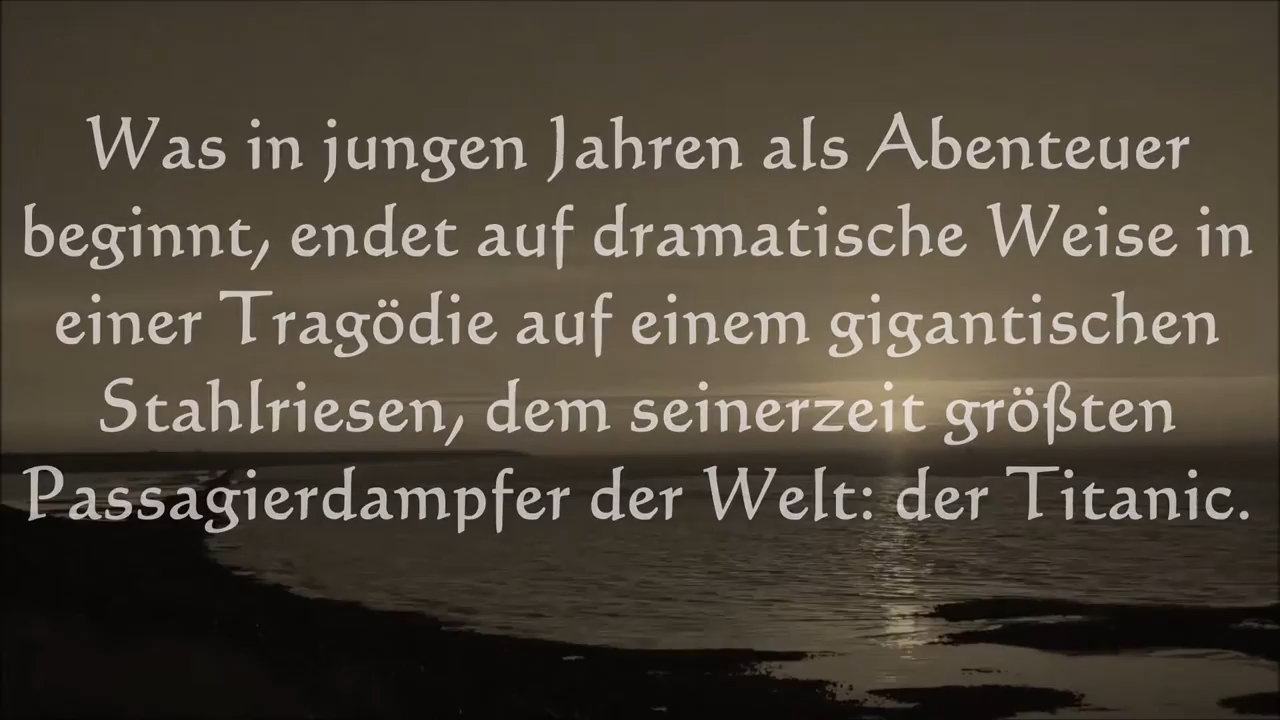 Was in jungen Jahren als Abenteuer
beginnt, endet auf dramatische Weise in
einer Tragödie auf einem gigantischen
Stahlriesen, dem seinerzeit größten
Passagierdampfer der Welt: der Titanic.